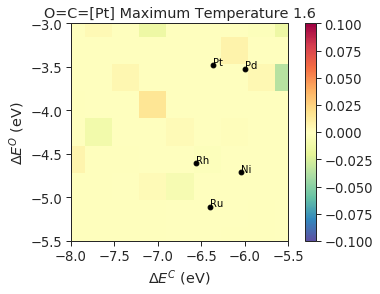 O=C=[Pt] Maximum Temperature 1.6
−3.0
−3.5
−4.0
−4.5
−5.0
−5.5
ΔE^O (eV)
Pt
Pd
Rh
Ni
Ru
−8.0 −7.5 −7.0 −6.5 −6.0 −5.5
ΔE^C (eV)
0.100
0.075
0.050
0.025
0.000
−0.025
−0.050
−0.075
−0.100